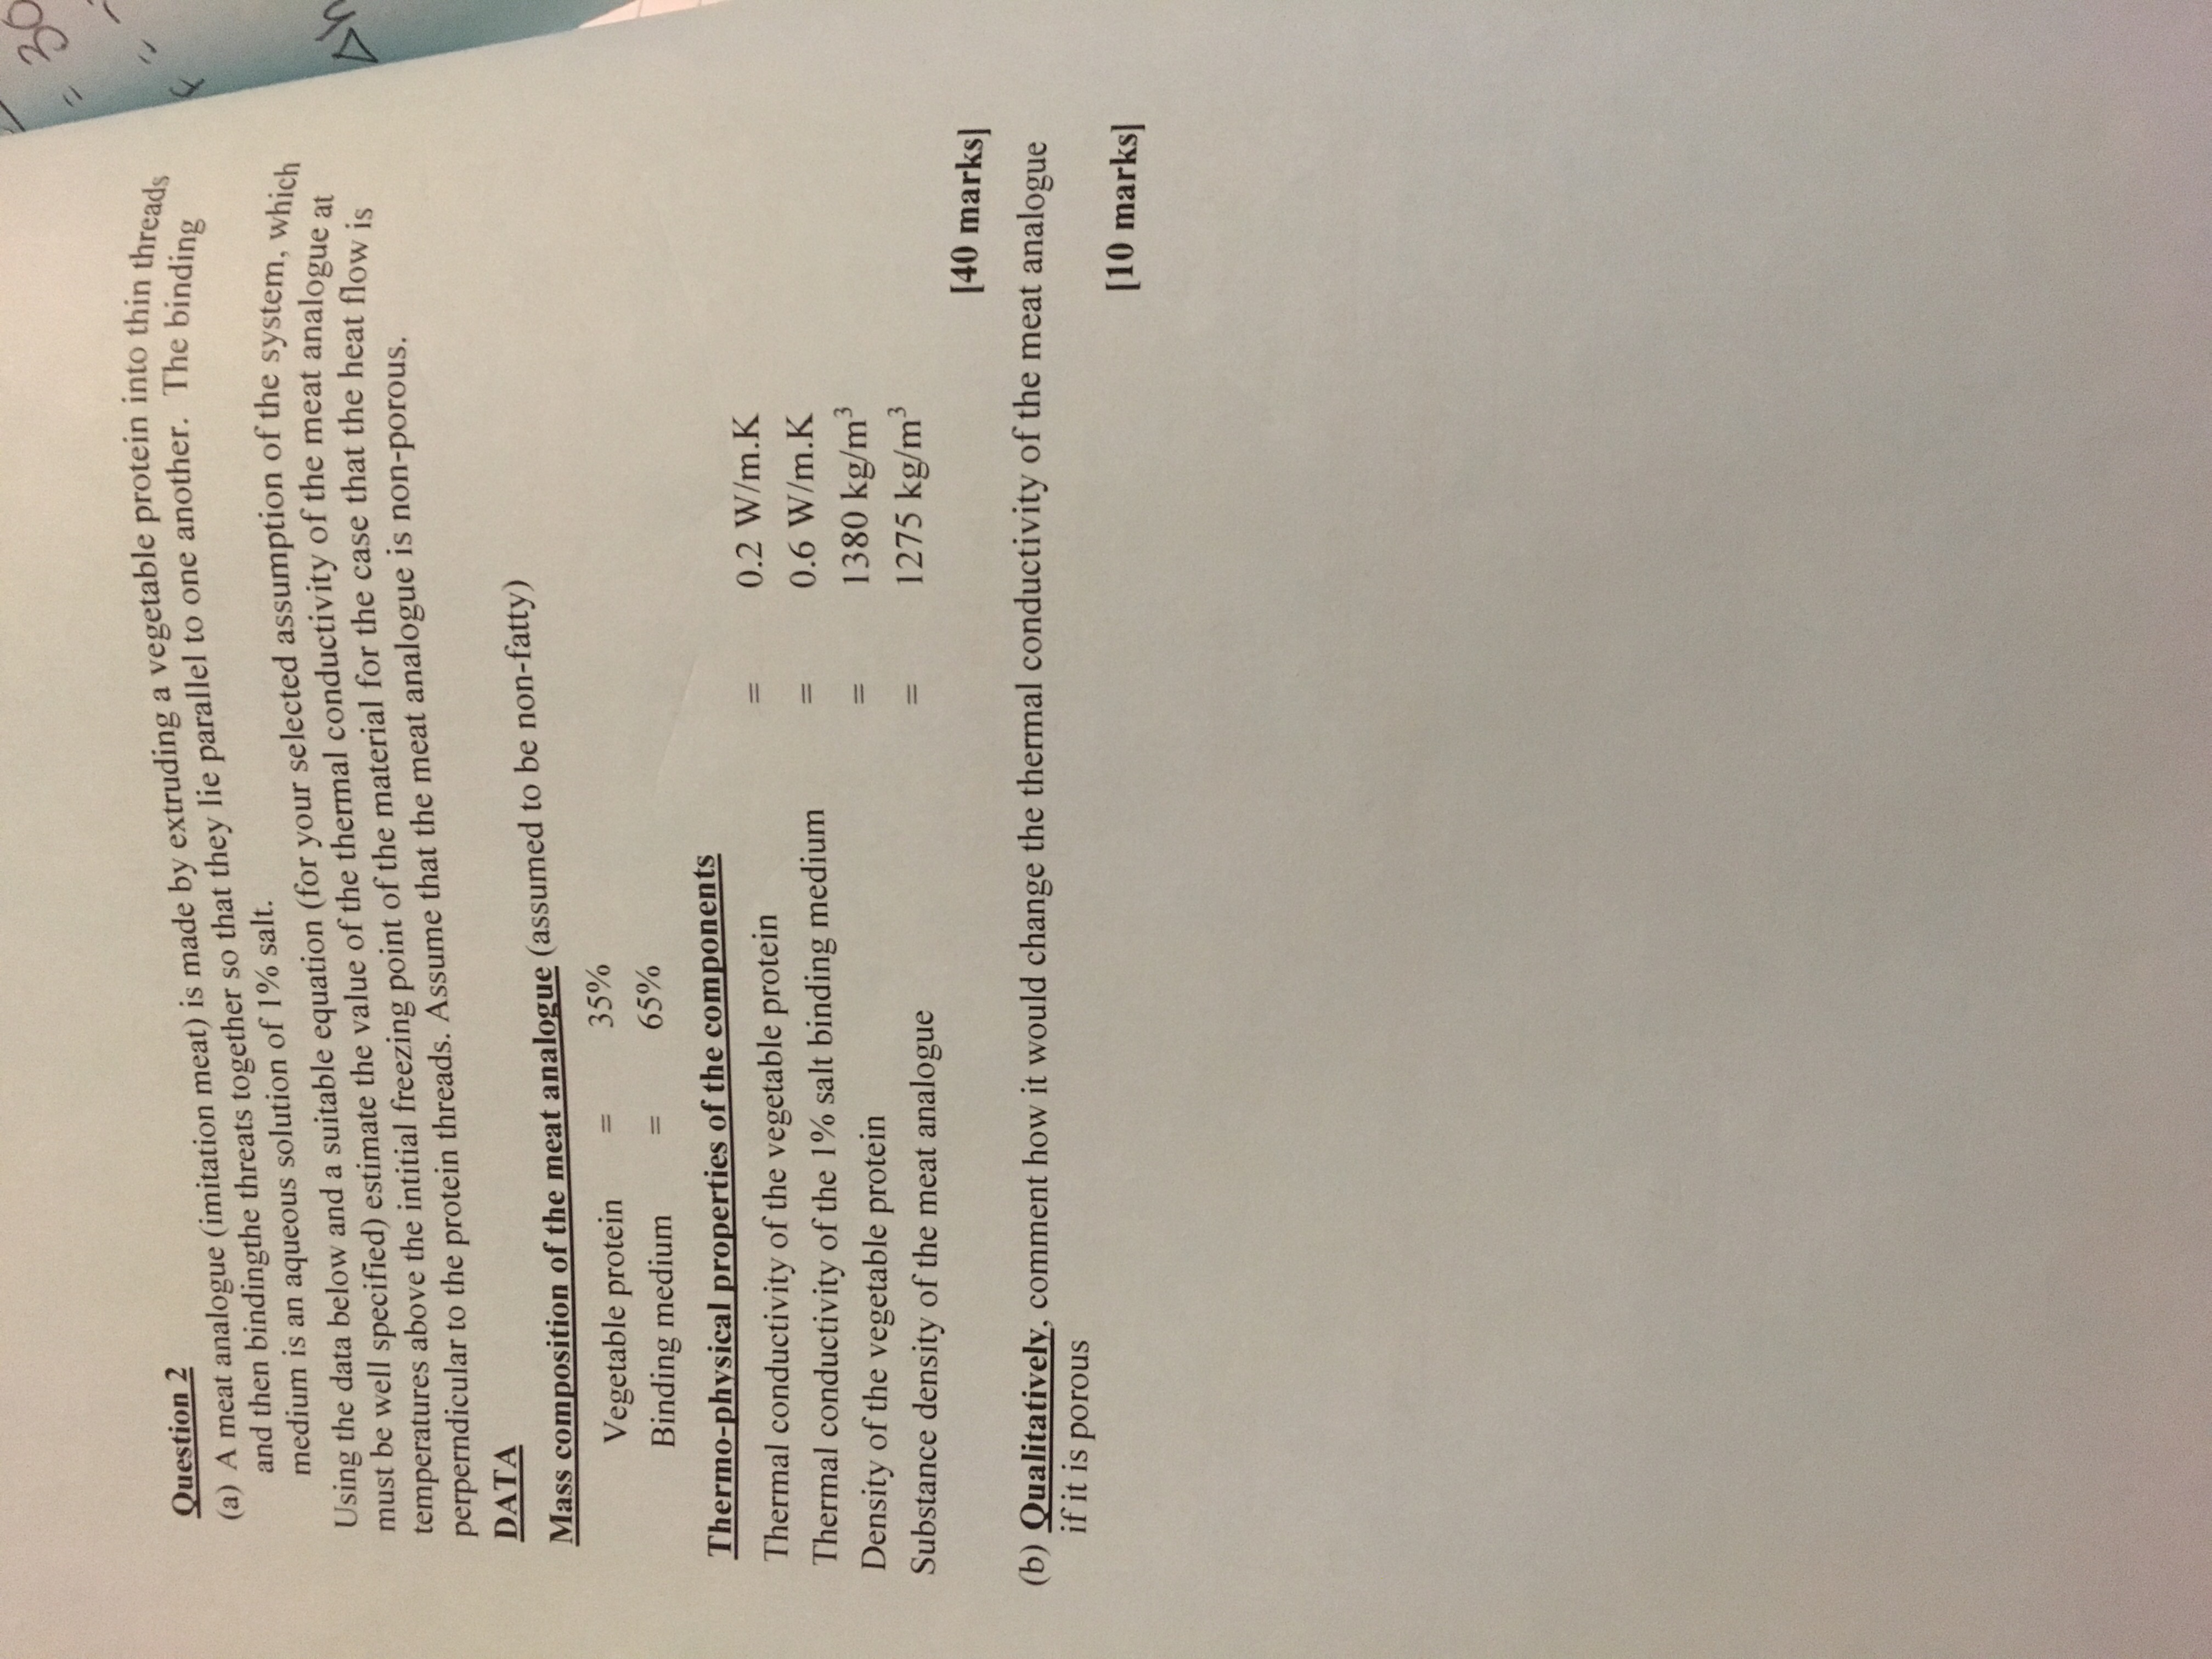 Question 2
(a) A meat analogue (imitation meat) is made by extruding a vegetable protein into thin threads
and then bindingthe threats together so that they lie parallel to one another. The binding
medium is an aqueous solution of 1% salt.
Using the data below and a suitable equation (for your selected assumption of the system, which
must be well specified) estimate the value of the thermal conductivity of the meat analogue at
temperatures above the intitial freezing point of the material for the case that the heat flow is
perperndicular to the protein threads. Assume that the meat analogue is non-porous.
DATA
Mass composition of the meat analogue (assumed to be non-fatty)
Vegetable protein = 35%
Binding medium = 65%
Thermo-physical properties of the components
Thermal conductivity of the vegetable protein = 0.2 W/m.K
Thermal conductivity of the 1% salt binding medium = 0.6 W/m.K
Density of the vegetable protein = 1380 kg/m³
Substance density of the meat analogue = 1275 kg/m³
[40 marks]
(b) Qualitatively, comment how it would change the thermal conductivity of the meat analogue
if it is porous
[10 marks]
= 30
Δh